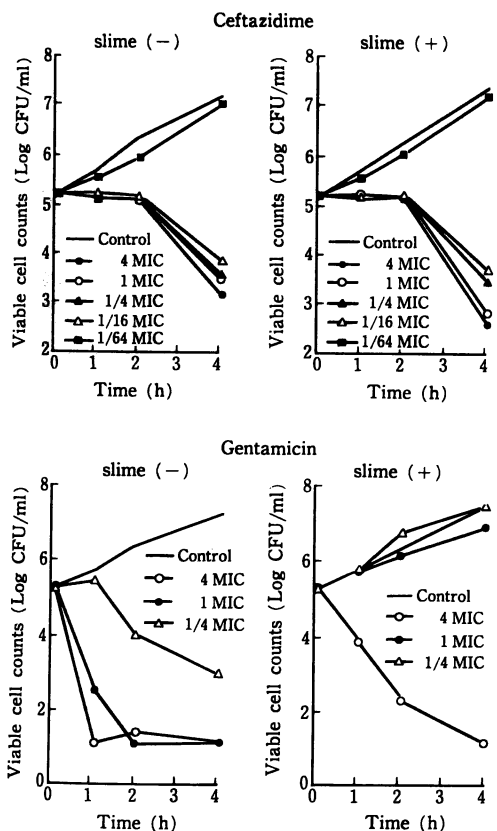 Ceftazidime
slime (−)
Viable cell counts (Log CFU/ml)
8
7
6
5
4
3
2
Control
4 MIC
1 MIC
1/4 MIC
1/16 MIC
1/64 MIC
0 1 2 3 4
Time (h)
slime (+)
Viable cell counts (Log CFU/ml)
8
7
6
5
4
3
2
Control
4 MIC
1 MIC
1/4 MIC
1/16 MIC
1/64 MIC
0 1 2 3 4
Time (h)
Gentamicin
slime (−)
Viable cell counts (Log CFU/ml)
8
6
4
2
0
Control
4 MIC
1 MIC
1/4 MIC
0 1 2 3 4
Time (h)
slime (+)
Viable cell counts (Log CFU/ml)
8
6
4
2
0
Control
4 MIC
1 MIC
1/4 MIC
0 1 2 3 4
Time (h)